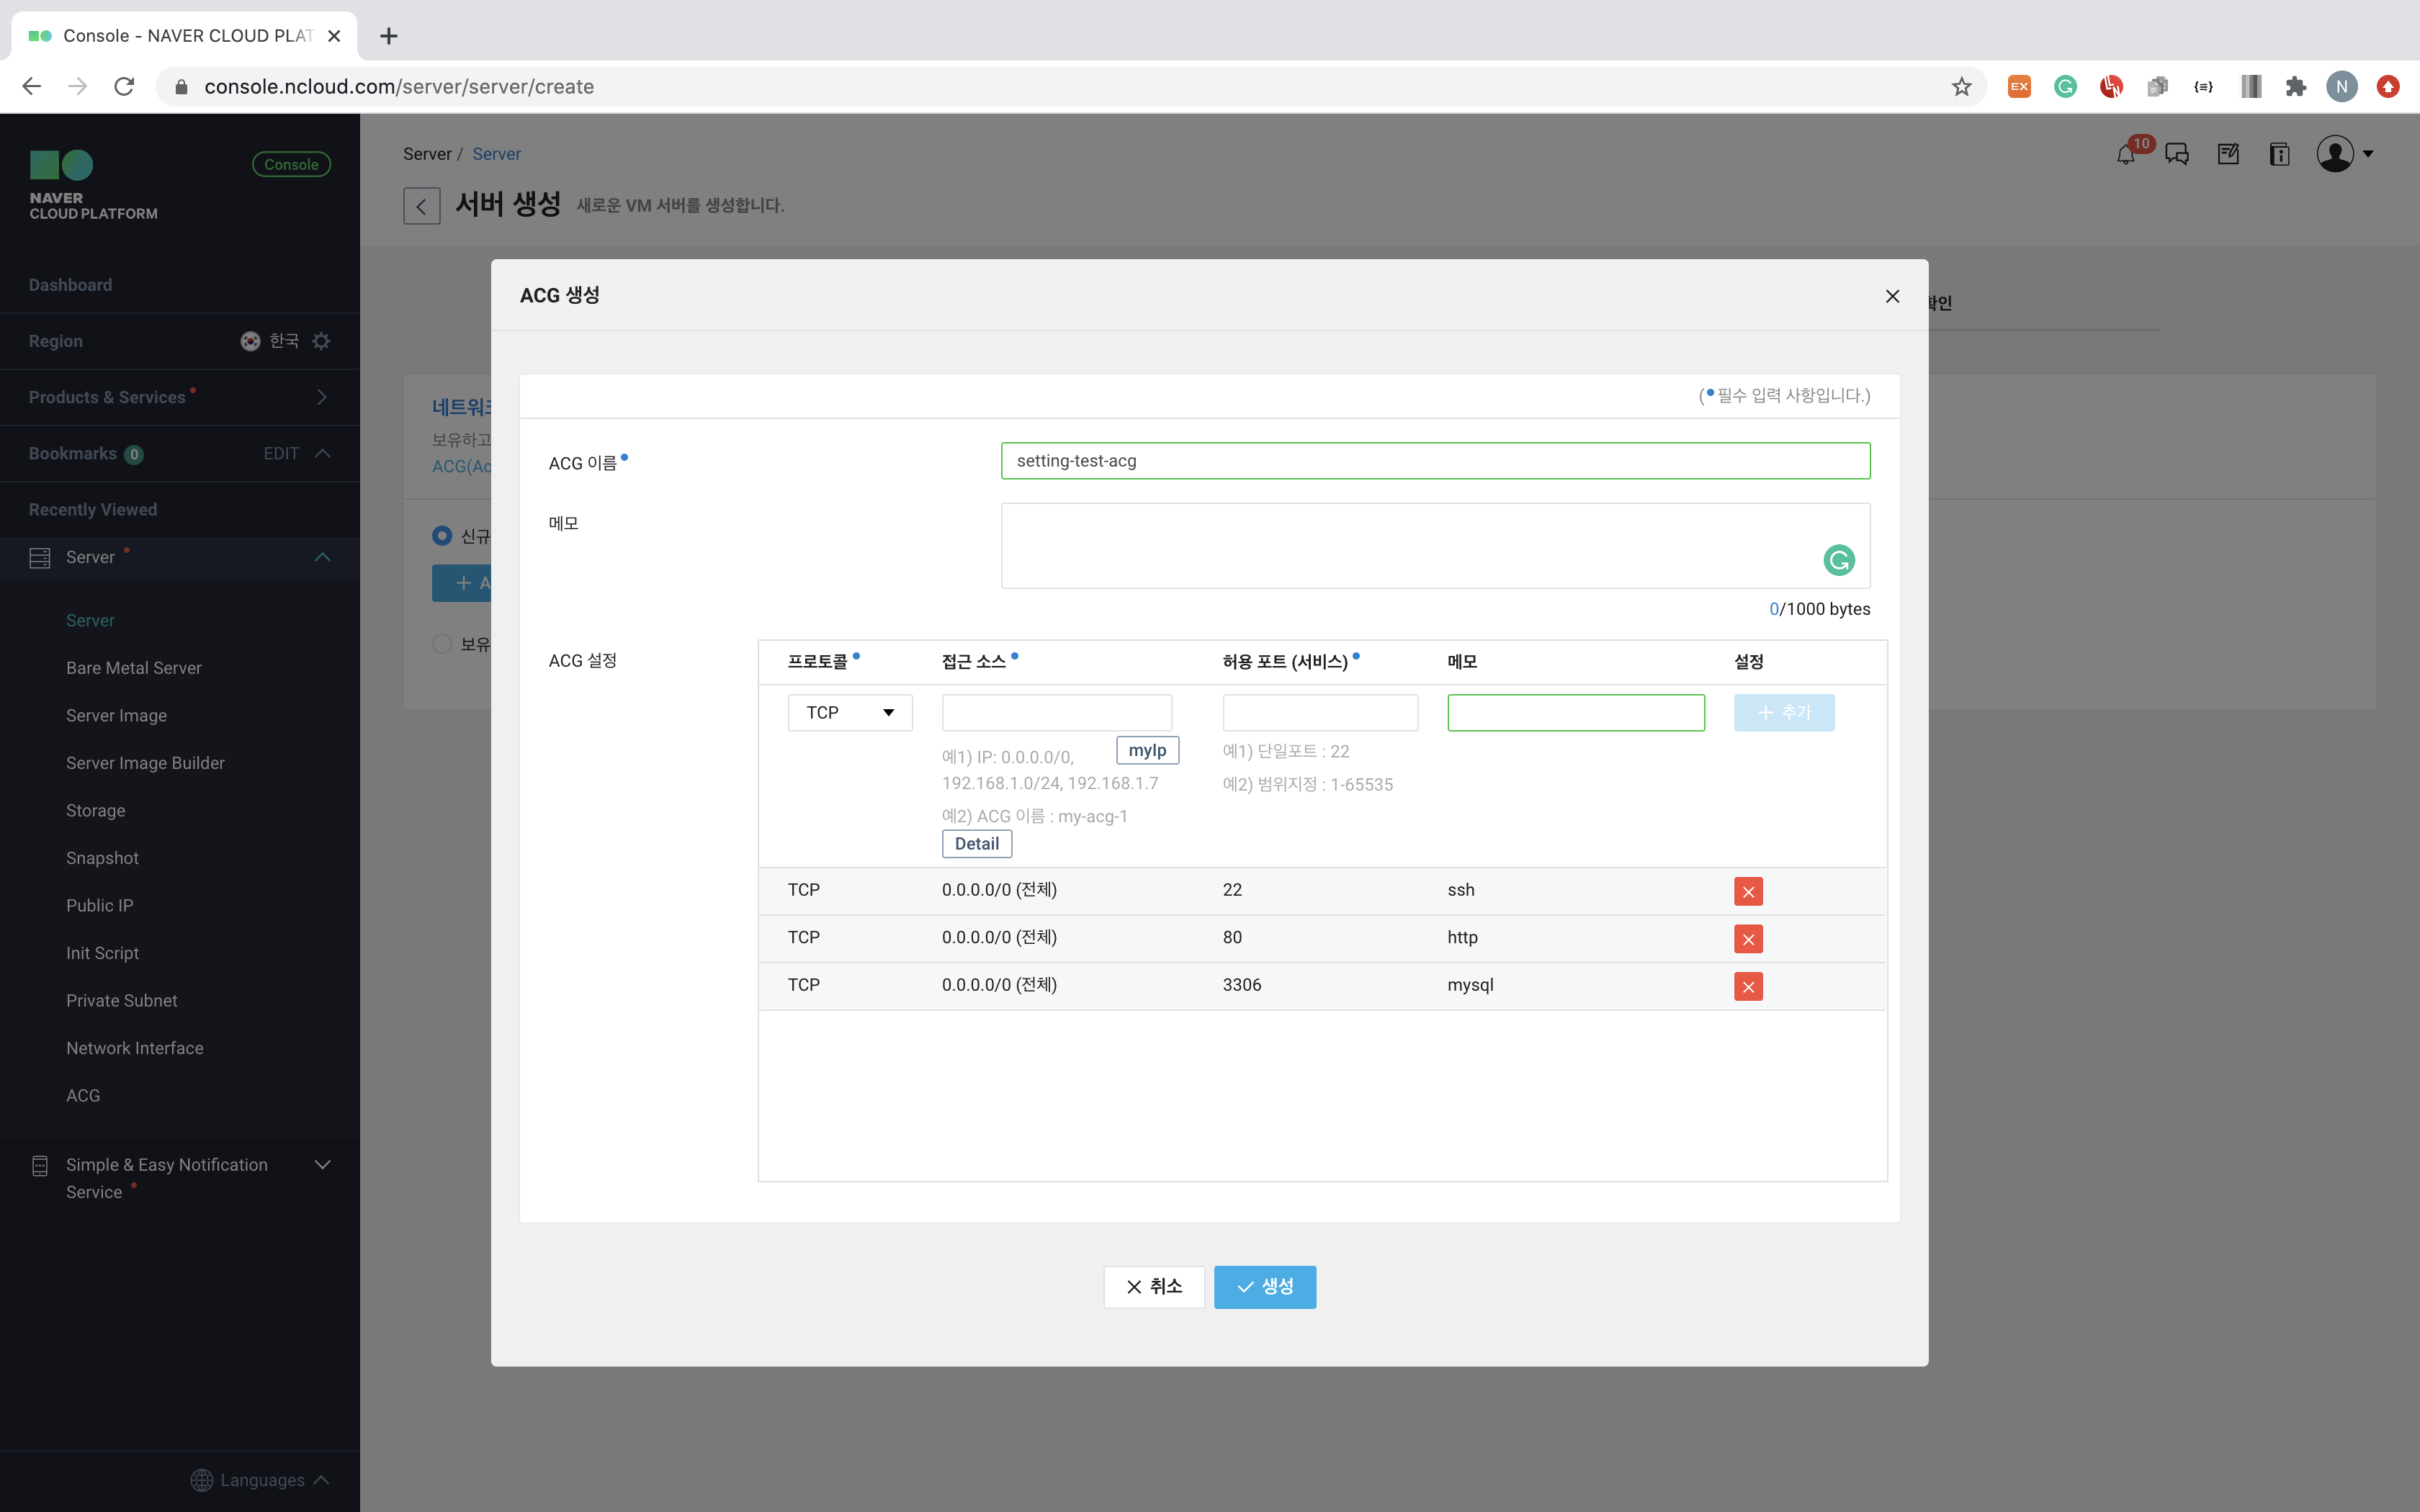 Console - NAVER CLOUD PLAT
console.ncloud.com/server/server/create
EX
N
NAVER
CLOUD PLATFORM
Console
Dashboard
Region 한국
Products & Services
Bookmarks 0 EDIT
Recently Viewed
Server
Server
Bare Metal Server
Server Image
Server Image Builder
Storage
Snapshot
Public IP
Init Script
Private Subnet
Network Interface
ACG
Simple & Easy Notification
Service
Languages
Server / Server
10
서버 생성 새로운 VM 서버를 생성합니다.
확인
네트워크
보유하고
ACG(Ac
신규
+ A
보유
ACG 생성
(•필수 입력 사항입니다.)
ACG 이름• setting-test-acg
메모
0/1000 bytes
ACG 설정
프로토콜• 접근 소스• 허용 포트 (서비스)• 메모 설정
TCP + 추가
예1) IP: 0.0.0.0/0, myIp 예1) 단일포트 : 22
192.168.1.0/24, 192.168.1.7 예2) 범위지정 : 1-65535
예2) ACG 이름 : my-acg-1
Detail
TCP 0.0.0.0/0 (전체) 22 ssh
TCP 0.0.0.0/0 (전체) 80 http
TCP 0.0.0.0/0 (전체) 3306 mysql
취소 생성